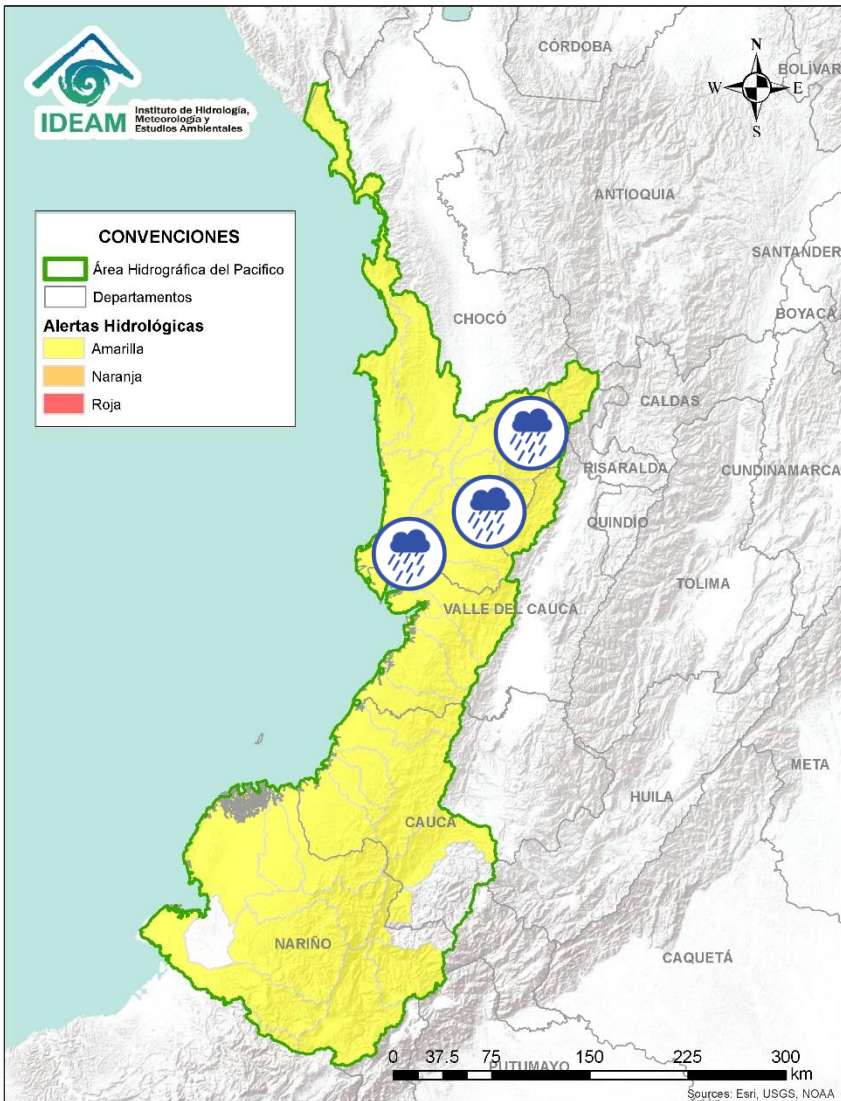 IDEAM
Instituto de Hidrología,
Meteorología y
Estudios Ambientales
CÓRDOBA
N
BOLÍVAR
W
E
S
ANTIOQUIA
CONVENCIONES
Área Hidrográfica del Pacifico
Departamentos
Alertas Hidrológicas
Amarilla
Naranja
Roja
SANTANDER
BOYACÁ
CHOCÓ
CALDAS
RISARALDA
CUNDINAMARCA
QUINDÍO
TOLIMA
VALLE DEL CAUCA
META
HUILA
CAUCA
NARIÑO
CAQUETÁ
0 37.5 75 150 225 300
km
PUTUMAYO
Sources: Esri, USGS, NOAA